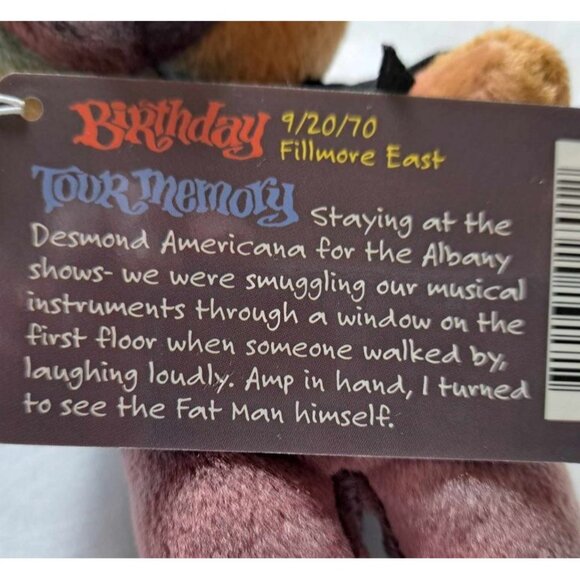 Birthday 9/20/70
Fillmore East
Tour Memory Staying at the
Desmond Americana for the Albany
shows- we were smuggling our musical
instruments through a window on the
first floor when someone walked by,
laughing loudly. Amp in hand, I turned
to see the Fat Man himself.